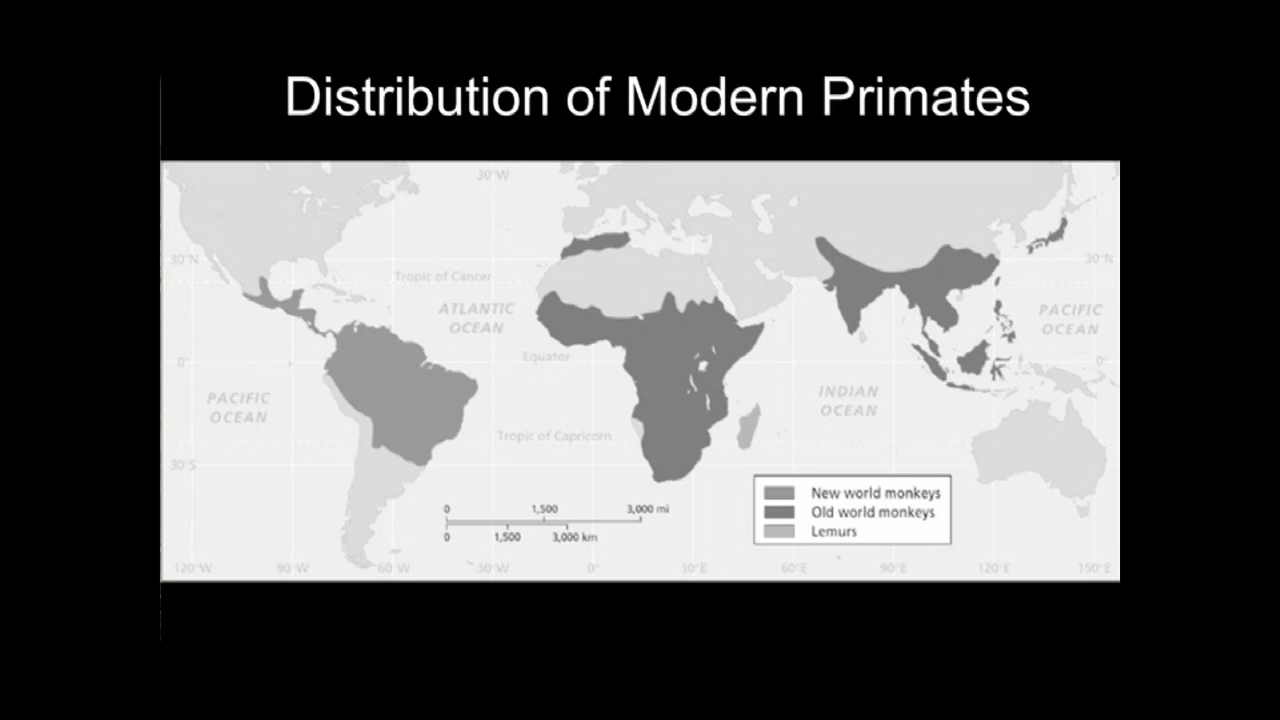 Distribution of Modern Primates
30°W
30°N
Tropic of Cancer
30°N
ATLANTIC
OCEAN
PACIFIC
OCEAN
Equator
0°
0°
PACIFIC
OCEAN
INDIAN
OCEAN
Tropic of Capricorn
30°S
New world monkeys
Old world monkeys
Lemurs
0 1,500 3,000 mi
0 1,500 3,000 km
120°W 90°W 60°W 30°W 0° 30°E 60°E 90°E 120°E 150°E